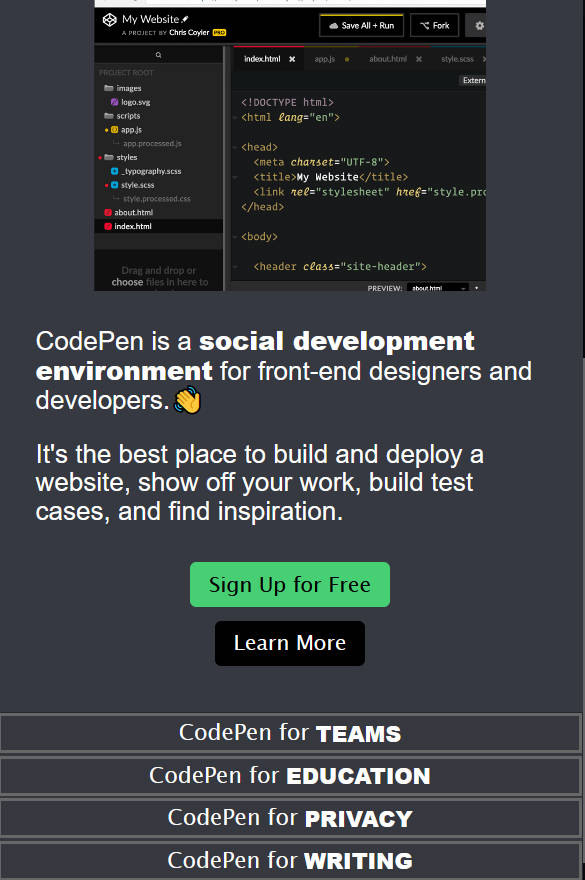 My Website
Save All + Run
Fork
A PROJECT BY Chris Coyier PRO
index.html
app.js
about.html
style.scss
PROJECT ROOT
Extern
images
logo.svg
scripts
app.js
app.processed.js
styles
_typography.scss
style.scss
style.processed.css
about.html
index.html
Drag and drop or
choose files in here to
<!DOCTYPE html>
<html lang="en">
<head>
<meta charset="UTF-8">
<title>My Website</title>
<link rel="stylesheet" href="style.pro
</head>
<body>
<header class="site-header">
PREVIEW: about.html
CodePen is a social development
environment for front-end designers and
developers.👋
It's the best place to build and deploy a
website, show off your work, build test
cases, and find inspiration.
Sign Up for Free
Learn More
CodePen for TEAMS
CodePen for EDUCATION
CodePen for PRIVACY
CodePen for WRITING